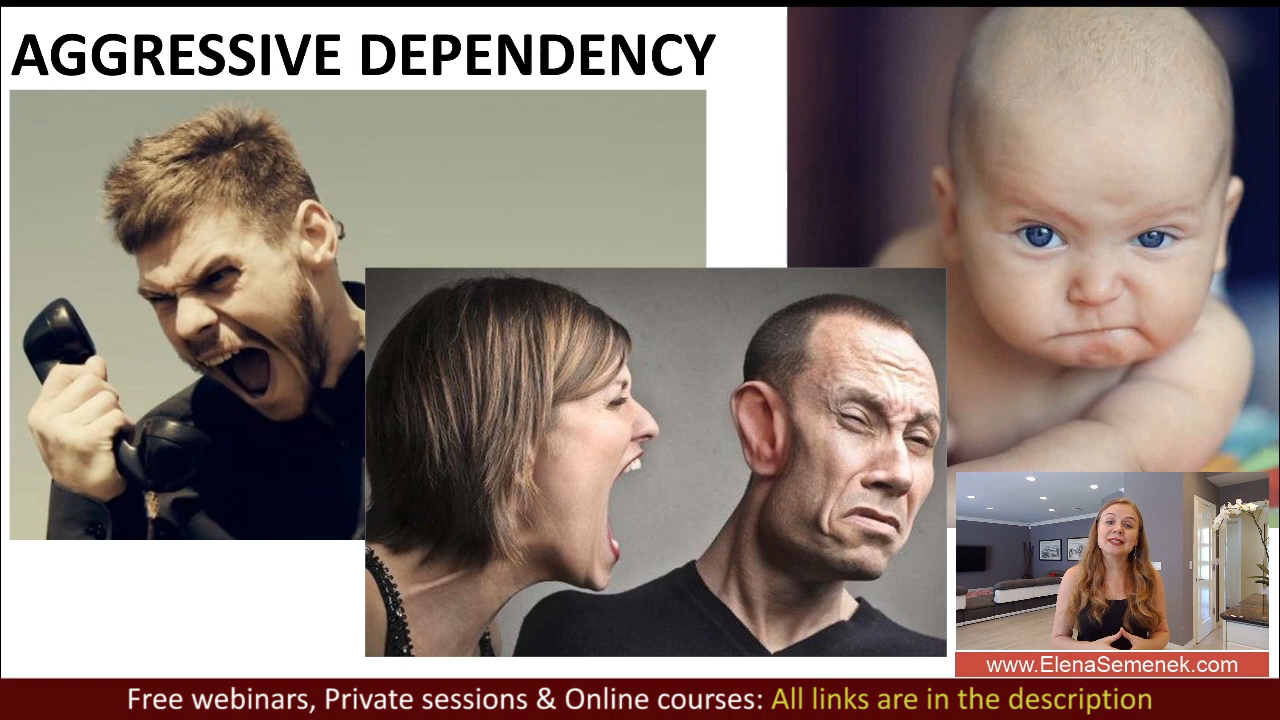 AGGRESSIVE DEPENDENCY
www.ElenaSemenek.com
Free webinars, Private sessions & Online courses: All links are in the description